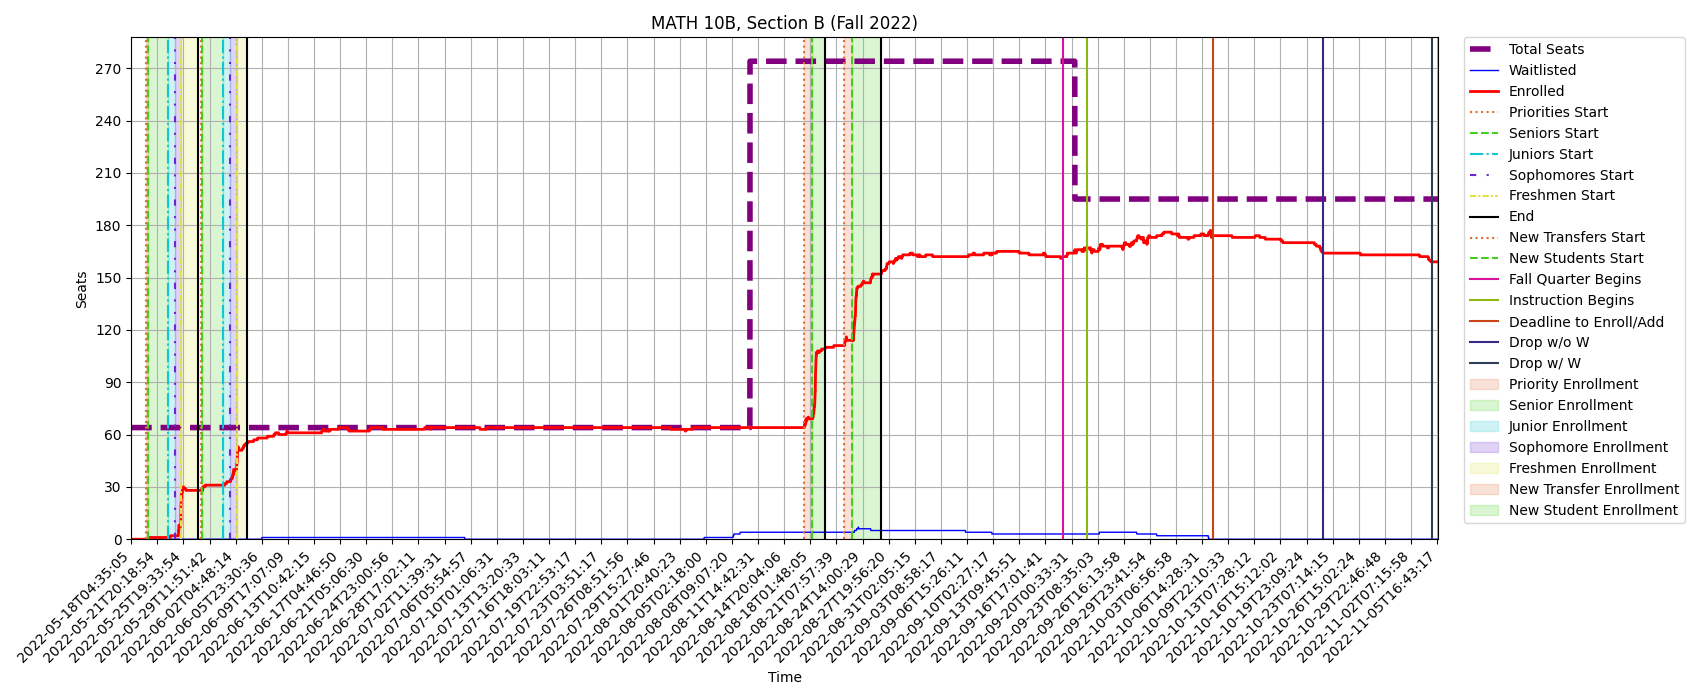 MATH 10B, Section B (Fall 2022)
Seats
270
240
210
180
150
120
90
60
30
0
2022-05-18T04:35:05
2022-05-21T20:18:54
2022-05-25T19:33:54
2022-05-29T11:51:42
2022-06-02T04:48:14
2022-06-05T23:30:36
2022-06-09T17:07:09
2022-06-13T10:42:15
2022-06-17T04:46:50
2022-06-21T05:06:30
2022-06-24T23:00:56
2022-06-28T17:02:11
2022-07-02T11:39:31
2022-07-06T05:54:57
2022-07-10T01:06:31
2022-07-13T13:20:33
2022-07-16T18:03:11
2022-07-19T22:53:17
2022-07-23T03:51:17
2022-07-26T08:51:56
2022-07-29T15:27:46
2022-08-01T20:40:23
2022-08-05T02:18:00
2022-08-08T09:07:20
2022-08-11T14:42:31
2022-08-14T20:04:06
2022-08-18T01:48:05
2022-08-21T07:57:39
2022-08-24T14:00:29
2022-08-27T19:56:20
2022-08-31T02:05:15
2022-09-03T08:58:17
2022-09-06T15:26:11
2022-09-10T02:27:17
2022-09-13T09:45:51
2022-09-16T17:01:41
2022-09-20T00:33:31
2022-09-23T08:35:03
2022-09-26T16:13:58
2022-09-29T23:41:54
2022-10-03T06:56:58
2022-10-06T14:28:31
2022-10-09T22:10:33
2022-10-13T07:28:12
2022-10-16T15:12:02
2022-10-19T23:09:24
2022-10-23T07:14:15
2022-10-26T15:02:24
2022-10-29T22:46:48
2022-11-02T07:15:58
2022-11-05T16:43:17
Time
Total Seats
Waitlisted
Enrolled
Priorities Start
Seniors Start
Juniors Start
Sophomores Start
Freshmen Start
End
New Transfers Start
New Students Start
Fall Quarter Begins
Instruction Begins
Deadline to Enroll/Add
Drop w/o W
Drop w/ W
Priority Enrollment
Senior Enrollment
Junior Enrollment
Sophomore Enrollment
Freshmen Enrollment
New Transfer Enrollment
New Student Enrollment